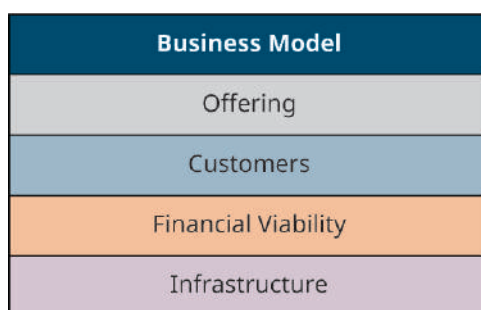 Business Model
Offering
Customers
Financial Viability
Infrastructure